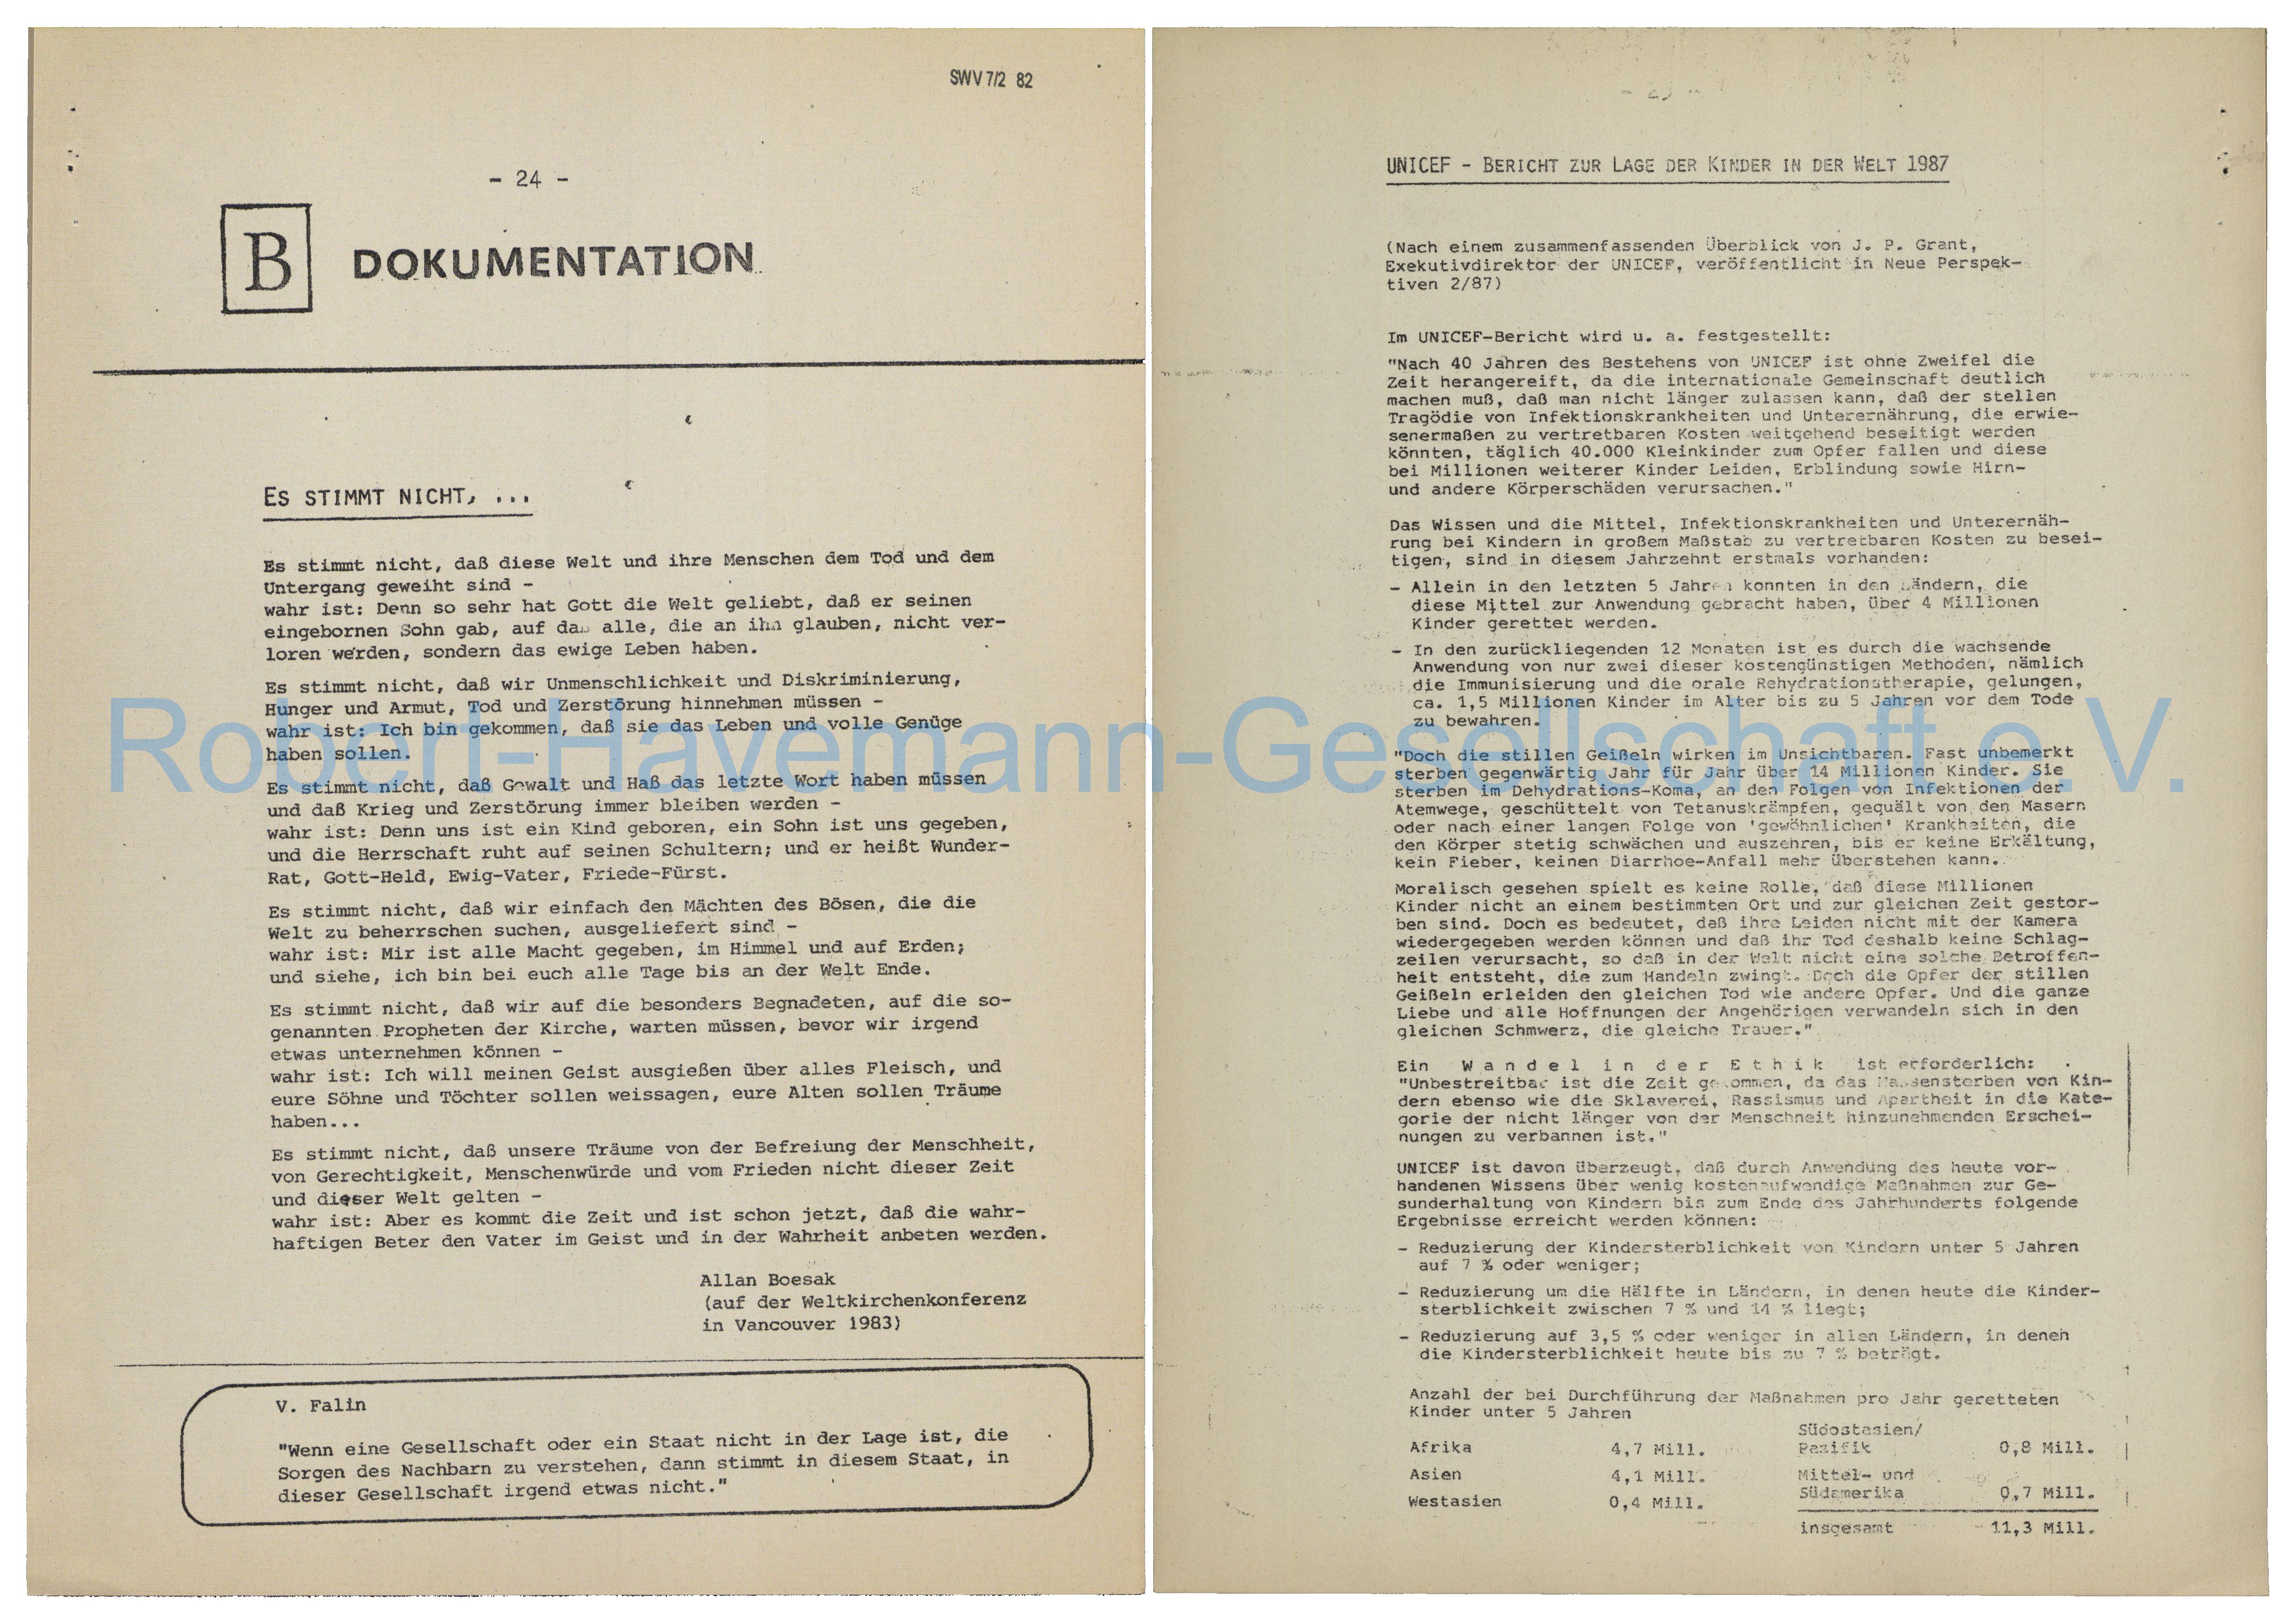 SWV 7/2 82
- 24 -
B DOKUMENTATION
ES STIMMT NICHT, ...
Es stimmt nicht, daß diese Welt und ihre Menschen dem Tod und dem
Untergang geweiht sind -
wahr ist: Denn so sehr hat Gott die Welt geliebt, daß er seinen
eingebornen Sohn gab, auf das alle, die an ihn glauben, nicht ver-
loren werden, sondern das ewige Leben haben.
Es stimmt nicht, daß wir Unmenschlichkeit und Diskriminierung,
Hunger und Armut, Tod und Zerstörung hinnehmen müssen -
wahr ist: Ich bin gekommen, daß sie das Leben und volle Genüge
haben sollen.
Es stimmt nicht, daß Gewalt und Haß das letzte Wort haben müssen
und daß Krieg und Zerstörung immer bleiben werden -
wahr ist: Denn uns ist ein Kind geboren, ein Sohn ist uns gegeben,
und die Herrschaft ruht auf seinen Schultern; und er heißt Wunder-
Rat, Gott-Held, Ewig-Vater, Friede-Fürst.
Es stimmt nicht, daß wir einfach den Mächten des Bösen, die die
Welt zu beherrschen suchen, ausgeliefert sind -
wahr ist: Mir ist alle Macht gegeben, im Himmel und auf Erden;
und siehe, ich bin bei euch alle Tage bis an der Welt Ende.
Es stimmt nicht, daß wir auf die besonders Begnadeten, auf die so-
genannten Propheten der Kirche, warten müssen, bevor wir irgend
etwas unternehmen können -
wahr ist: Ich will meinen Geist ausgießen über alles Fleisch, und
eure Söhne und Töchter sollen weissagen, eure Alten sollen Träume
haben...
Es stimmt nicht, daß unsere Träume von der Befreiung der Menschheit,
von Gerechtigkeit, Menschenwürde und vom Frieden nicht dieser Zeit
und dieser Welt gelten -
wahr ist: Aber es kommt die Zeit und ist schon jetzt, daß die wahr-
haftigen Beter den Vater im Geist und in der Wahrheit anbeten werden.
Allan Boesak
(auf der Weltkirchenkonferenz
in Vancouver 1983)
V. Falin
"Wenn eine Gesellschaft oder ein Staat nicht in der Lage ist, die
Sorgen des Nachbarn zu verstehen, dann stimmt in diesem Staat, in
dieser Gesellschaft irgend etwas nicht."
UNICEF - BERICHT ZUR LAGE DER KINDER IN DER WELT 1987
(Nach einem zusammenfassenden Überblick von J. P. Grant,
Exekutivdirektor der UNICEF, veröffentlicht in Neue Perspek-
tiven 2/87)
Im UNICEF-Bericht wird u. a. festgestellt:
"Nach 40 Jahren des Bestehens von UNICEF ist ohne Zweifel die
Zeit herangereift, da die internationale Gemeinschaft deutlich
machen muß, daß man nicht länger zulassen kann, daß der stellen
Tragödie von Infektionskrankheiten und Unterernährung, die erwie-
senermaßen zu vertretbaren Kosten weitgehend beseitigt werden
könnten, täglich 40.000 Kleinkinder zum Opfer fallen und diese
bei Millionen weiterer Kinder Leiden, Erblindung sowie Hirn-
und andere Körperschäden verursachen."
Das Wissen und die Mittel, Infektionskrankheiten und Unterernäh-
rung bei Kindern in großem Maßstab zu vertretbaren Kosten zu besei-
tigen, sind in diesem Jahrzehnt erstmals vorhanden:
- Allein in den letzten 5 Jahren konnten in den Ländern, die
diese Mittel zur Anwendung gebracht haben, über 4 Millionen
Kinder gerettet werden.
- In den zurückliegenden 12 Monaten ist es durch die wachsende
Anwendung von nur zwei dieser kostengünstigen Methoden, nämlich
die Immunisierung und die orale Rehydrationstherapie, gelungen,
ca. 1,5 Millionen Kinder im Alter bis zu 5 Jahren vor dem Tode
zu bewahren.
"Doch die stillen Geißeln wirken im Unsichtbaren. Fast unbemerkt
sterben gegenwärtig Jahr für Jahr über 14 Millionen Kinder. Sie
sterben im Dehydrations-Koma, an den Folgen von Infektionen der
Atemwege, geschüttelt von Tetanuskrämpfen, gequält von den Masern
oder nach einer langen Folge von 'gewöhnlichen' Krankheiten, die
den Körper stetig schwächen und auszehren, bis er keine Erkältung,
kein Fieber, keinen Diarrhoe-Anfall mehr überstehen kann.
Moralisch gesehen spielt es keine Rolle, daß diese Millionen
Kinder nicht an einem bestimmten Ort und zur gleichen Zeit gestor-
ben sind. Doch es bedeutet, daß ihre Leiden nicht mit der Kamera
wiedergegeben werden können und daß ihr Tod deshalb keine Schlag-
zeilen verursacht, so daß in der Welt nicht eine solche Betroffen-
heit entsteht, die zum Handeln zwingt. Doch die Opfer der stillen
Geißeln erleiden den gleichen Tod wie andere Opfer. Und die ganze
Liebe und alle Hoffnungen der Angehörigen verwandeln sich in den
gleichen Schmwerz, die gleiche Trauer."
Ein W a n d e l i n d e r E t h i k ist erforderlich:
"Unbestreitbar ist die Zeit gekommen, da das Massensterben von Kin-
dern ebenso wie die Sklaverei, Rassismus und Apartheit in die Kate-
gorie der nicht länger von der Menschheit hinzunehmenden Erschei-
nungen zu verbannen ist."
UNICEF ist davon überzeugt, daß durch Anwendung des heute vor-
handenen Wissens über wenig kostenaufwendige Maßnahmen zur Ge-
sunderhaltung von Kindern bis zum Ende des Jahrhunderts folgende
Ergebnisse erreicht werden können:
- Reduzierung der Kindersterblichkeit von Kindern unter 5 Jahren
auf 7 % oder weniger;
- Reduzierung um die Hälfte in Ländern, in denen heute die Kinder-
sterblichkeit zwischen 7 % und 14 % liegt;
- Reduzierung auf 3,5 % oder weniger in allen Ländern, in denen
die Kindersterblichkeit heute bis zu 7 % beträgt.
Anzahl der bei Durchführung der Maßnahmen pro Jahr geretteten
Kinder unter 5 Jahren
Afrika 4,7 Mill.
Asien 4,1 Mill.
Westasien 0,4 Mill.
Südostasien/
Pazifik 0,8 Mill.
Mittel- und
Südamerika 0,7 Mill.
insgesamt 11,3 Mill.
Robert-Havemann-Gesellschaft e.V.